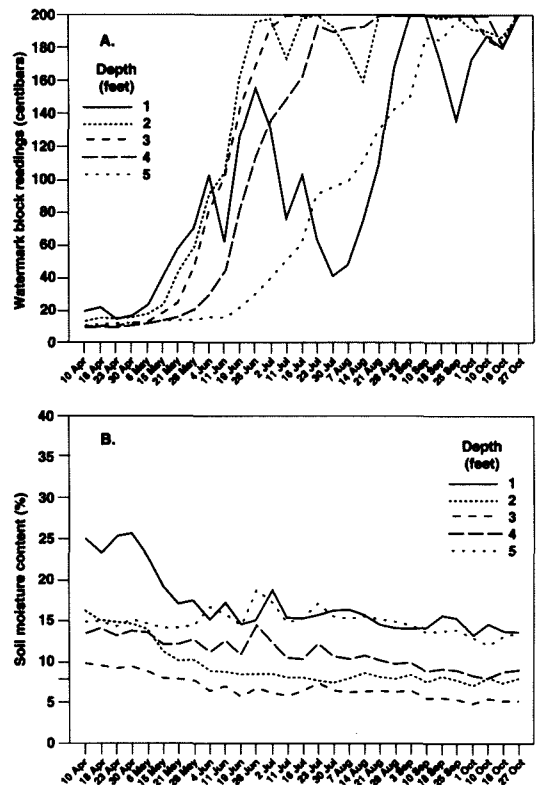 200
180
160
140
120
100
80
60
40
20
0
Watermark block readings (centibars)
A.
Depth
(feet)
1
2
3
4
5
10 Apr
16 Apr
23 Apr
30 Apr
6 May
15 May
21 May
28 May
4 Jun
11 Jun
Jun
Jun
2 Jul
11 Jul
16 Jul
23 Jul
30 Jul
7 Aug
14 Aug
21 Aug
28 Aug
3 Sep
10 Sep
18 Sep
25 Sep
1 Oct
10 Oct
16 Oct
27 Oct
40
35
30
25
20
15
10
5
0
Soil moisture content (%)
B.
Depth
(feet)
1
2
3
4
5
10 Apr
16 Apr
23 Apr
30 Apr
6 May
15 May
21 May
28 May
4 Jun
11 Jun
Jun
Jun
2 Jul
11 Jul
16 Jul
23 Jul
30 Jul
7 Aug
14 Aug
21 Aug
28 Aug
3 Sep
10 Sep
18 Sep
25 Sep
1 Oct
10 Oct
16 Oct
27 Oct